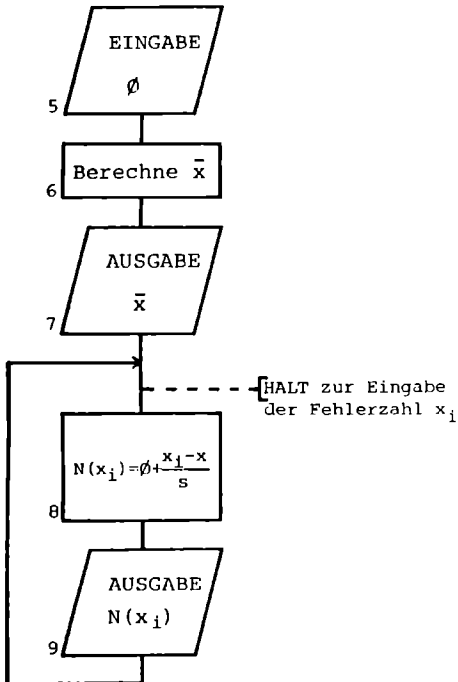 EINGABE
ø
5
Berechne x̄
6
AUSGABE
x̄
7
HALT zur Eingabe
der Fehlerzahl xᵢ
N(xᵢ)=ø+(xᵢ-x)/s
8
AUSGABE
N(xᵢ)
9